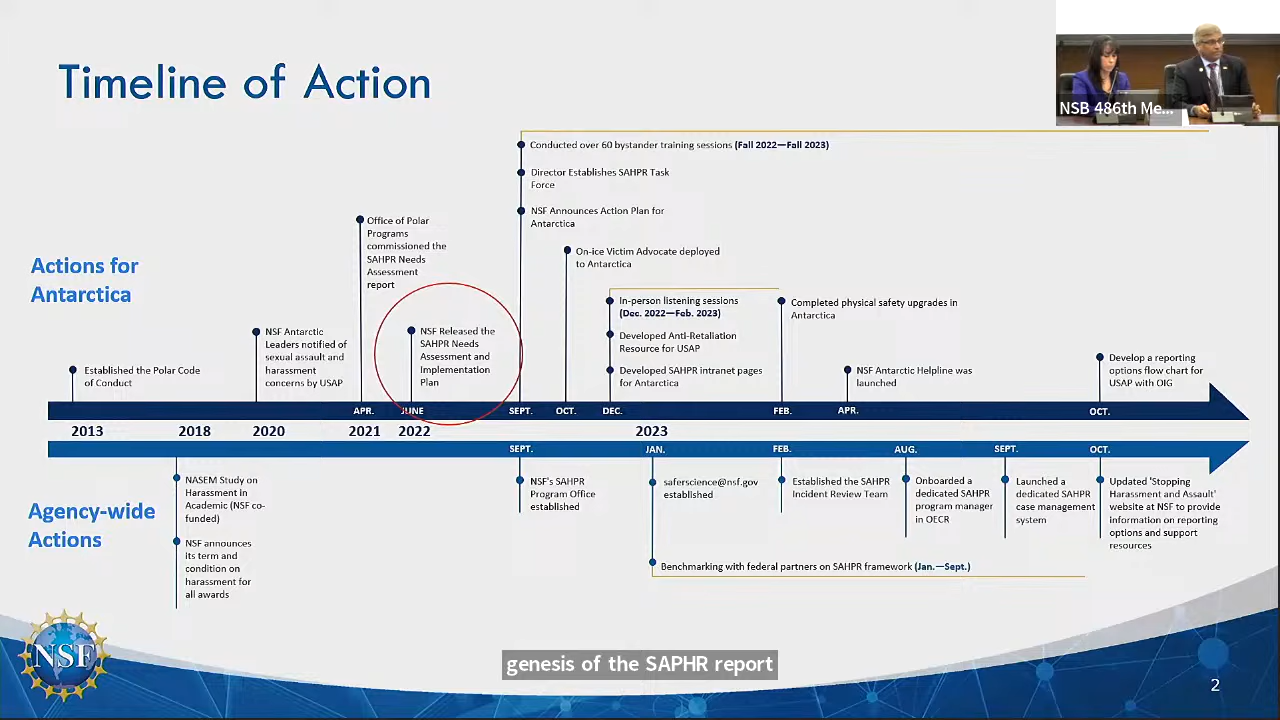 Timeline of Action
NSB 486th Me...
Conducted over 60 bystander training sessions (Fall 2022—Fall 2023)
Director Establishes SAHPR Task
Force
NSF Announces Action Plan for
Antarctica
Office of Polar
Programs
commissioned the
SAHPR Needs
Assessment
report
On-ice Victim Advocate deployed
to Antarctica
Actions for
Antarctica
In-person listening sessions
(Dec. 2022—Feb. 2023)
Developed Anti-Retaliation
Resource for USAP
Developed SAHPR intranet pages
for Antarctica
Completed physical safety upgrades in
Antarctica
NSF Antarctic
Leaders notified of
sexual assault and
harassment
concerns by USAP
NSF Released the
SAHPR Needs
Assessment and
Implementation
Plan
Established the Polar Code
of Conduct
NSF Antarctic Helpline was
launched
Develop a reporting
options flow chart for
USAP with OIG
APR. JUNE SEPT. OCT. DEC. FEB. APR. OCT.
2013 2018 2020 2021 2022 2023
SEPT. JAN. FEB. AUG. SEPT. OCT.
Agency-wide
Actions
NASEM Study on
Harassment in
Academic (NSF co-
funded)
NSF announces
its term and
condition on
harassment for
all awards
NSF's SAHPR
Program Office
established
saferscience@nsf.gov
established
Established the SAHPR
Incident Review Team
Onboarded a
dedicated SAHPR
program manager
in OECR
Launched a
dedicated SAHPR
case management
system
Updated 'Stopping
Harassment and Assault'
website at NSF to provide
information on reporting
options and support
resources
Benchmarking with federal partners on SAHPR framework (Jan.—Sept.)
NSF
genesis of the SAPHR report
2